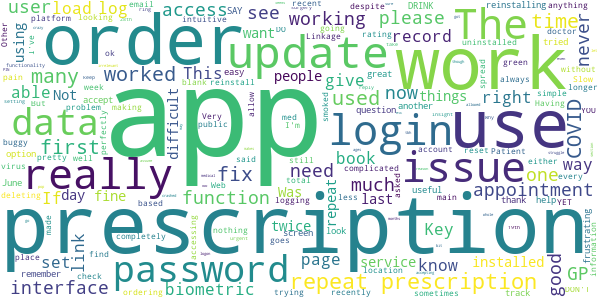 user load log order access see working platform
using update please The time
many worked This want people record never
able Not used give now things right work
data first login use
really fix need book issue COVID way
function Was much last one appointment
If day fine twice
prescription
link password repeat Key installed good GP
set page service know repeat prescription
interface biometric
difficult
app
frustrating
information
reinstalling
uninstalled
despite
recent
rating
Linkage
looking
intuitive
Other
pain
week
accept
problem
buggy
option
virus
June
deleting
perfectly
pretty well
making
blank
reinstall
Very
public
easy
great
allow
smoked
med
I'm
question
another
complicated
account
asked
main
reset
Patient
screen
logging
based
said
still
total
Web
less
look
nothing
completely
accessing
place
remember
check
find
ordering
trying
recently
sometimes
location
track
YET
help
thank
useful
either
every
Having
simple
longer
without
always
green
spread
tried
doctor
anything
DRINK
SAY
email
functionality
urgent
goes